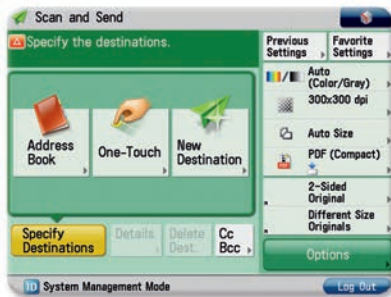 Scan and Send
Specify the destinations.
Previous
Settings
Favorite
Settings
Auto
(Color/Gray)
300x300 dpi
Auto Size
PDF (Compact)
2-Sided
Original
Different Size
Originals
Options
Address
Book
One-Touch
New
Destination
Specify
Destinations
Details
Delete
Dest.
Cc
Bcc
ID System Management Mode
Log Out